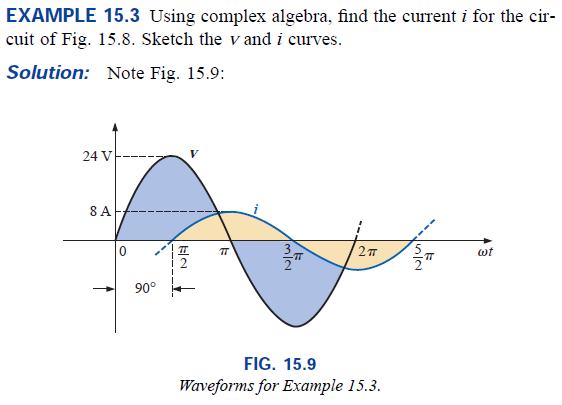 EXAMPLE 15.3 Using complex algebra, find the current i for the cir-
cuit of Fig. 15.8. Sketch the v and i curves.
Solution: Note Fig. 15.9:
24 V
v
8 A
i
0
π/2
π
3/2 π
2π
5/2 π
ωt
90°
FIG. 15.9
Waveforms for Example 15.3.